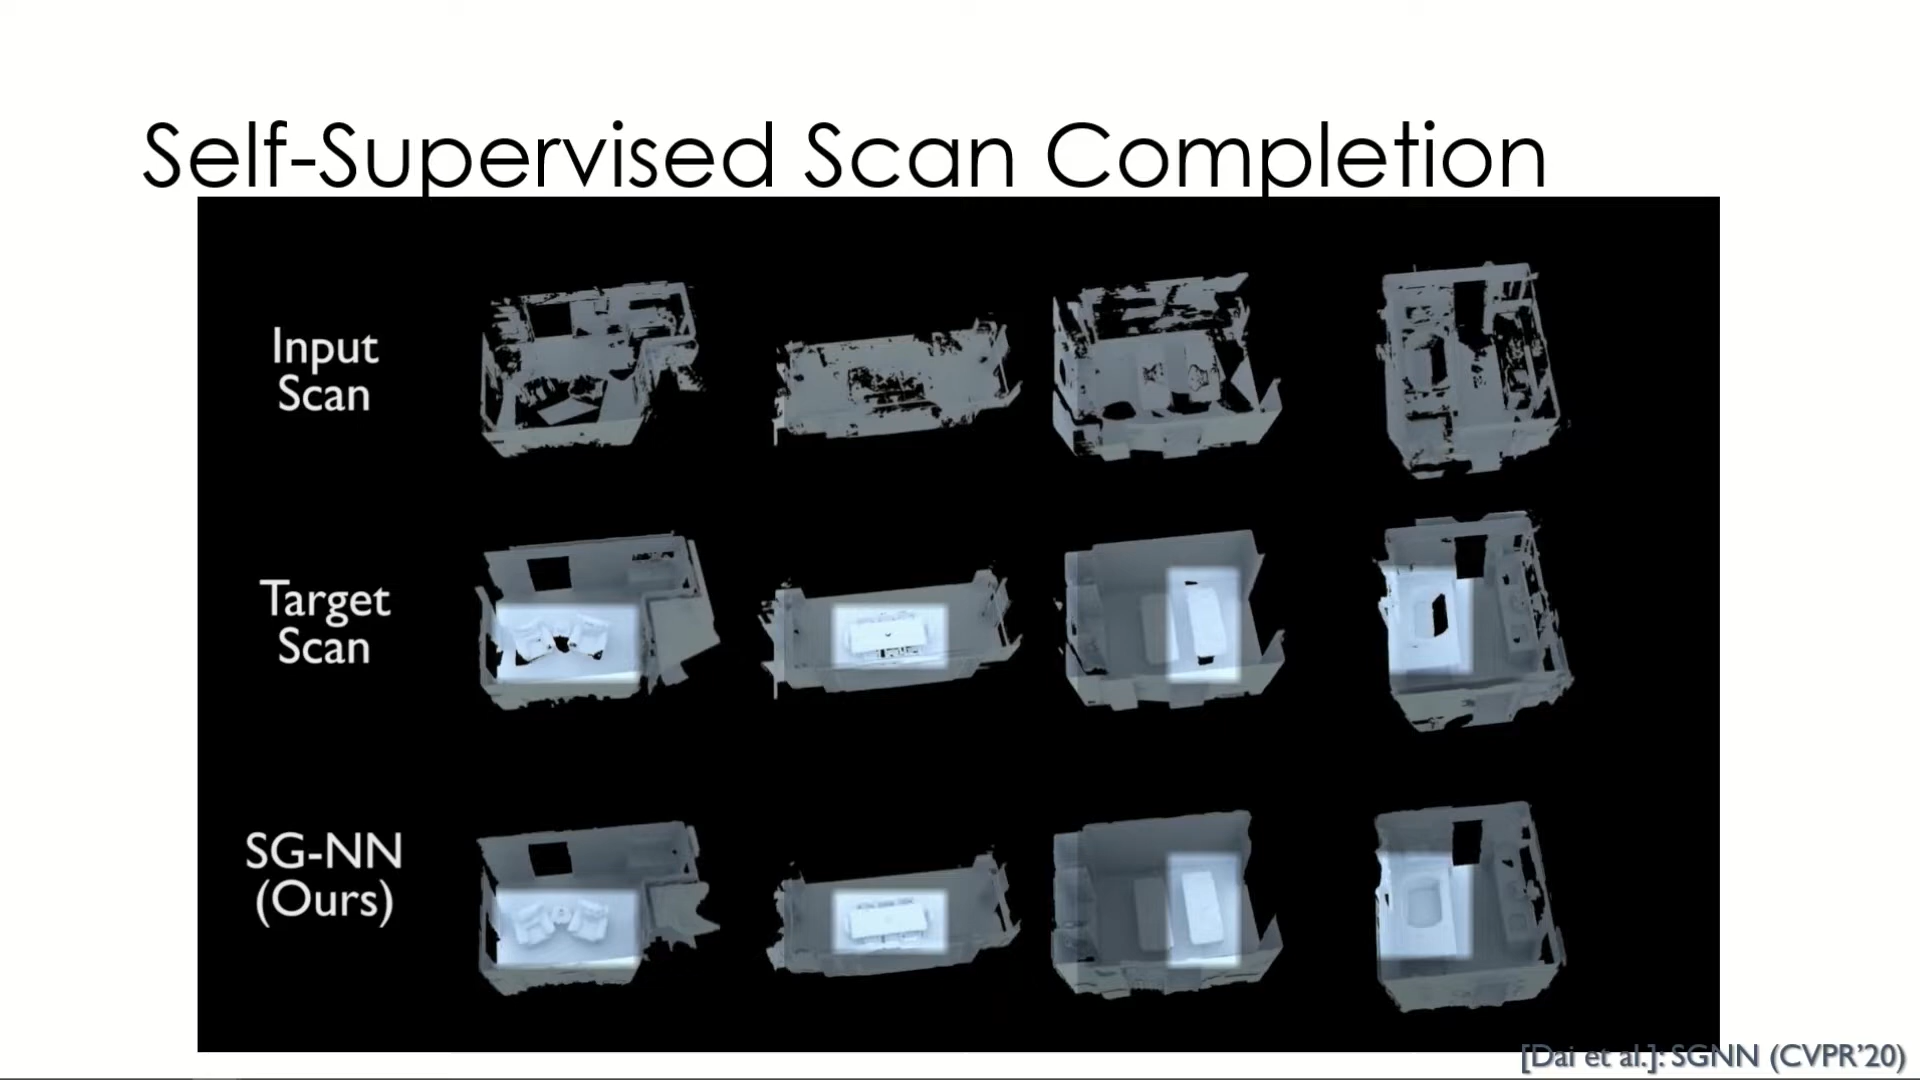 Self-Supervised Scan Completion
Input
Scan
Target
Scan
SG-NN
(Ours)
[Dai et al.]: SGNN (CVPR'20)